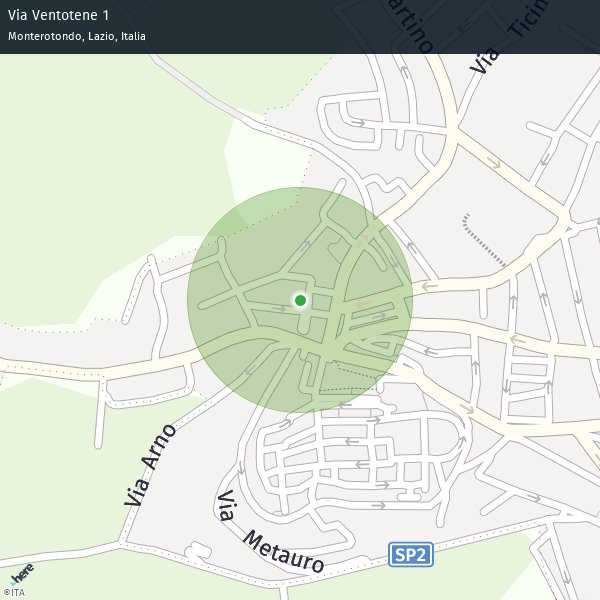 Via Ventotene 1
Monterotondo, Lazio, Italia
artino
Via Ticin
Via Arno
Via Metauro
SP2
here
©ITA